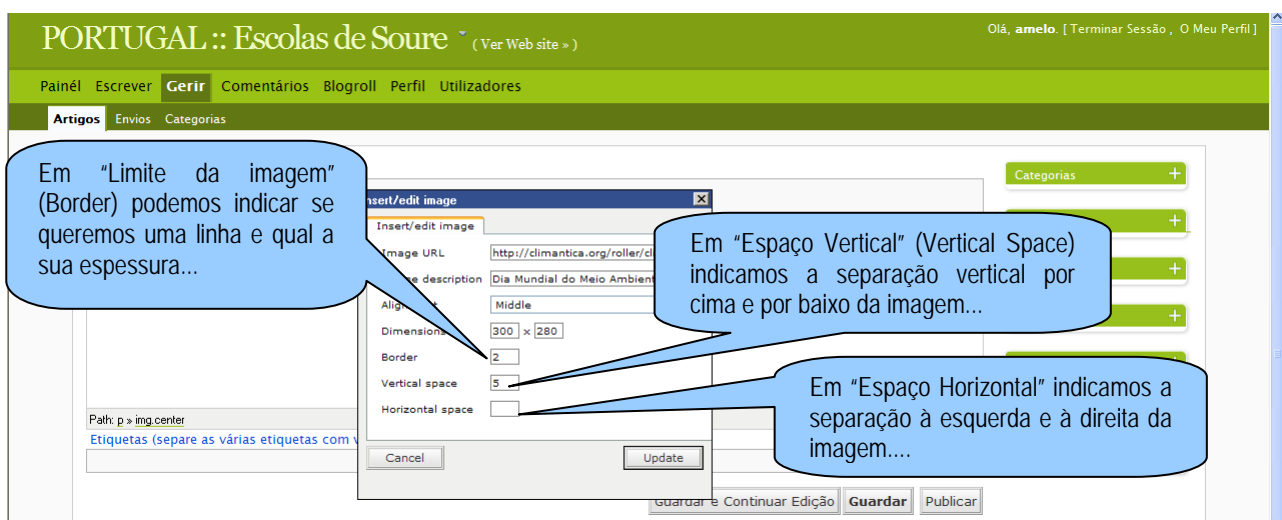 PORTUGAL :: Escolas de Soure ( Ver Web site » )
Olá, amelo. [ Terminar Sessão , O Meu Perfil ]
Painél Escrever Gerir Comentários Blogroll Perfil Utilizadores
Artigos Envios Categorias
Em “Limite da imagem”
(Border) podemos indicar se
queremos uma linha e qual a
sua espessura...
Categorias
nsert/edit image
Insert/edit image
Image URL http://climantica.org/roller/cli
description Dia Mundial do Meio Ambient
Middle
Dimensions 300 x 280
Border 2
Vertical space 5
Horizontal space
Cancel Update
Em “Espaço Vertical” (Vertical Space)
indicamos a separação vertical por
cima e por baixo da imagem...
Em “Espaço Horizontal” indicamos a
separação à esquerda e à direita da
imagem....
Path: p » img.center
Etiquetas (separe as várias etiquetas com
Guardar e Continuar Edição Guardar Publicar